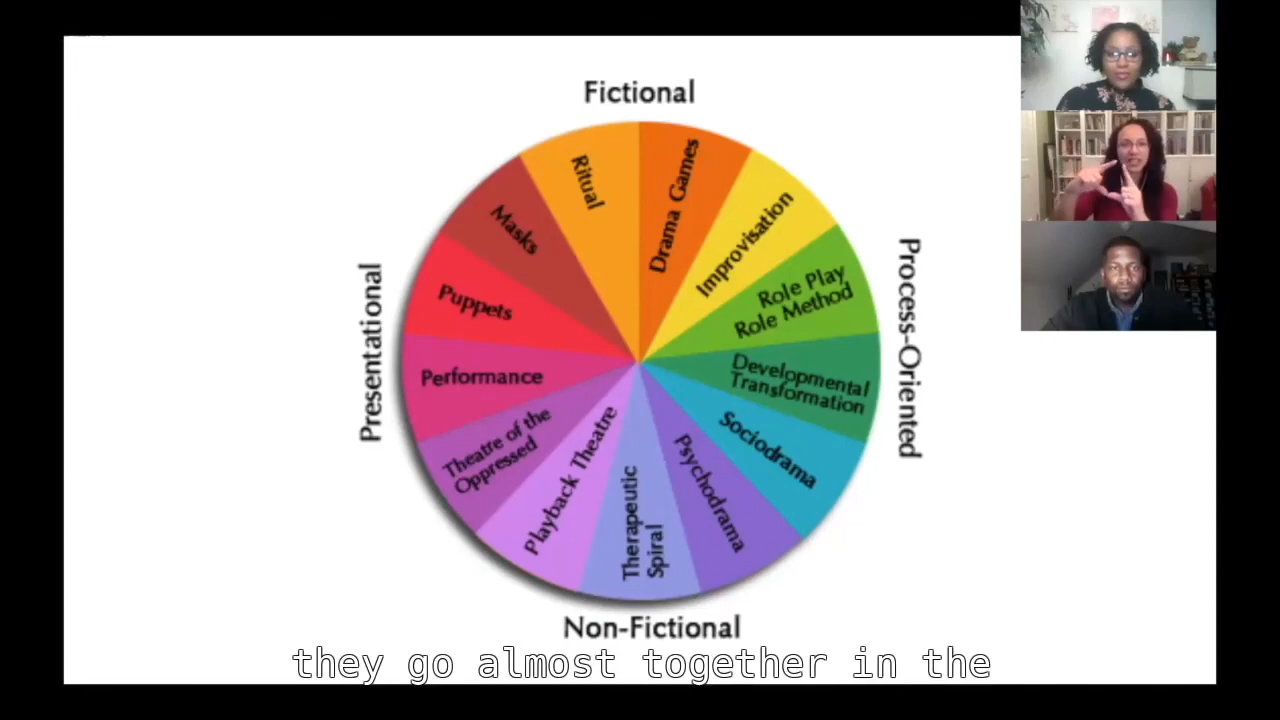 Fictional
Ritual
Drama Games
Improvisation
Role Play
Role Method
Developmental
Transformation
Sociodrama
Psychodrama
Therapeutic
Spiral
Playback Theatre
Theatre of the
Oppressed
Performance
Puppets
Masks
Presentational
Process-Oriented
Non-Fictional
they go almost together in the